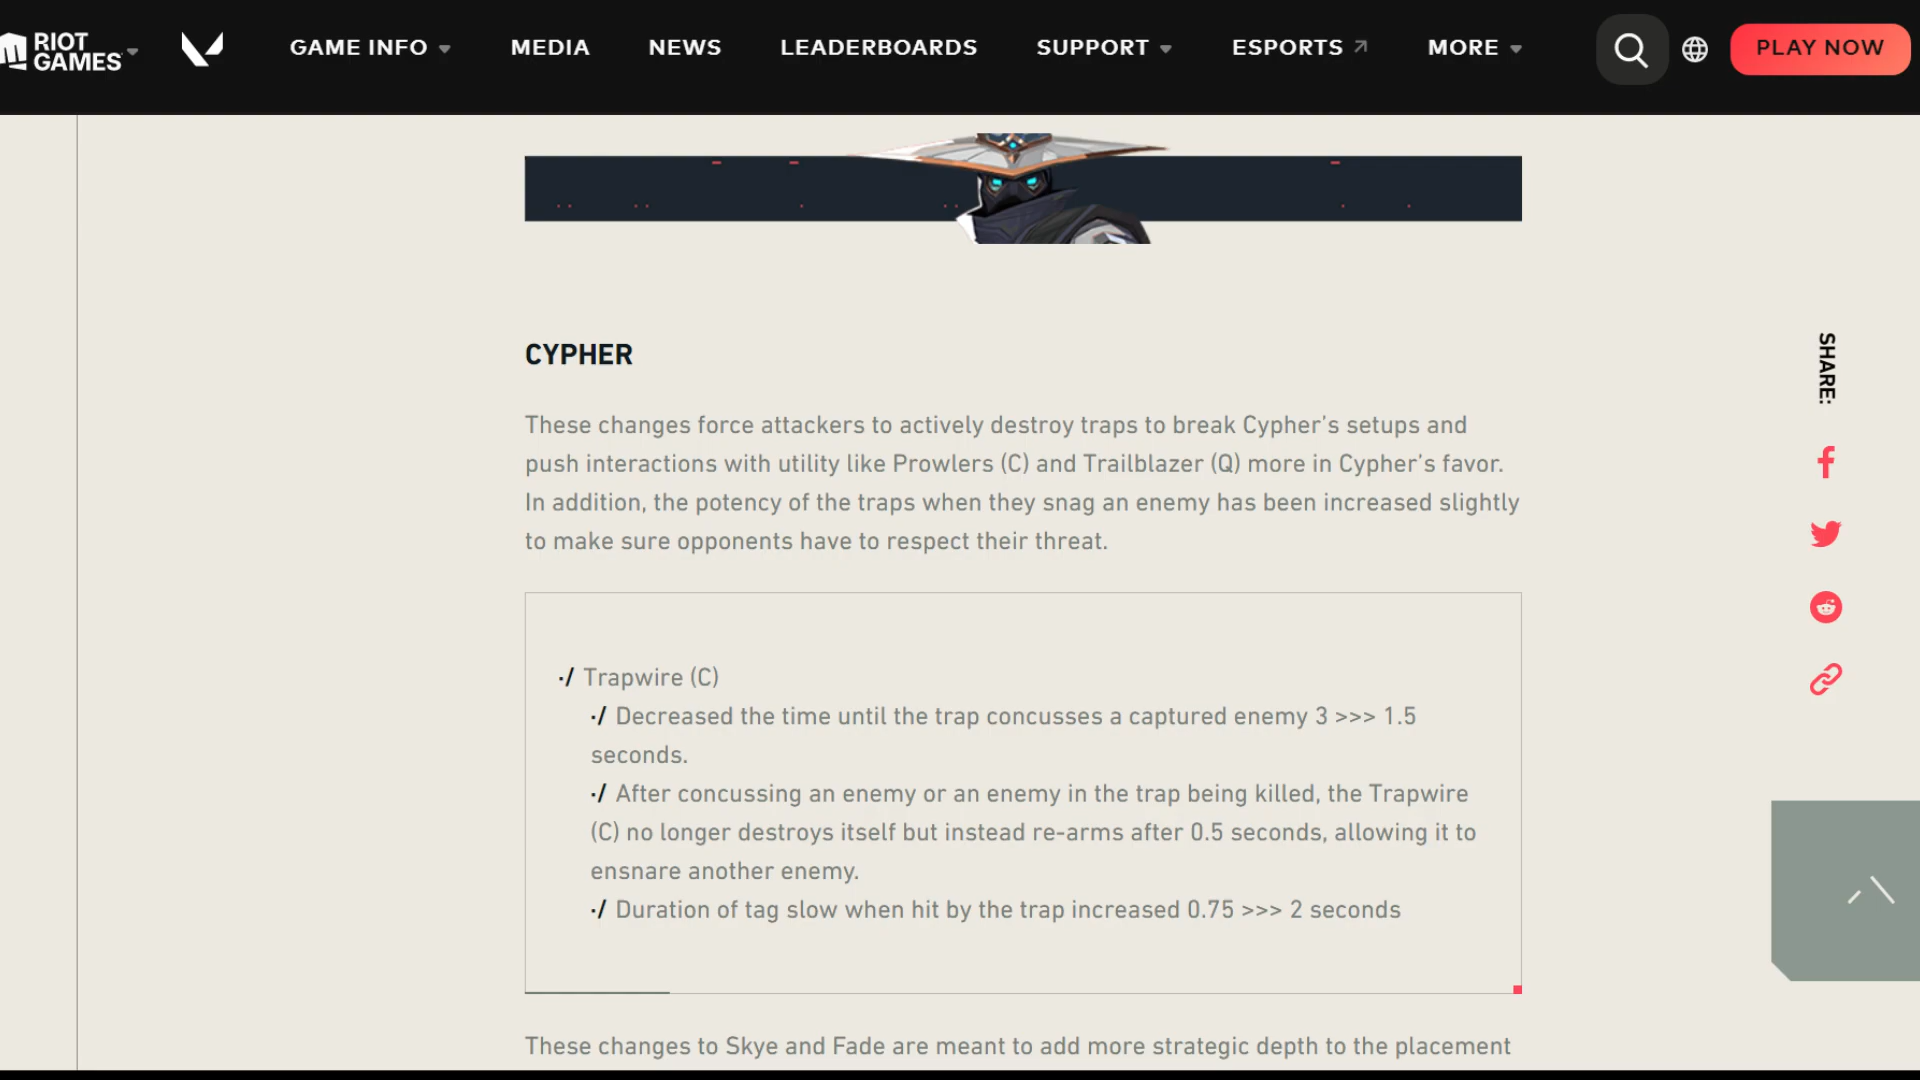 RIOT GAMES
GAME INFO MEDIA NEWS LEADERBOARDS SUPPORT ESPORTS MORE PLAY NOW
CYPHER
These changes force attackers to actively destroy traps to break Cypher’s setups and
push interactions with utility like Prowlers (C) and Trailblazer (Q) more in Cypher’s favor.
In addition, the potency of the traps when they snag an enemy has been increased slightly
to make sure opponents have to respect their threat.
·/ Trapwire (C)
·/ Decreased the time until the trap concusses a captured enemy 3 >>> 1.5
seconds.
·/ After concussing an enemy or an enemy in the trap being killed, the Trapwire
(C) no longer destroys itself but instead re-arms after 0.5 seconds, allowing it to
ensnare another enemy.
·/ Duration of tag slow when hit by the trap increased 0.75 >>> 2 seconds
These changes to Skye and Fade are meant to add more strategic depth to the placement
SHARE: